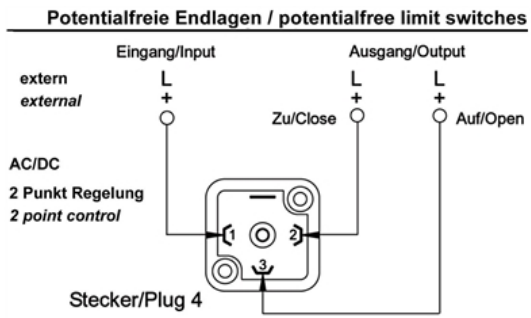 Potentialfreie Endlagen / potentialfree limit switches
Eingang/Input Ausgang/Output
extern L L L
external + + +
Zu/Close Auf/Open
AC/DC
2 Punkt Regelung
2 point control
1 2
3
Stecker/Plug 4